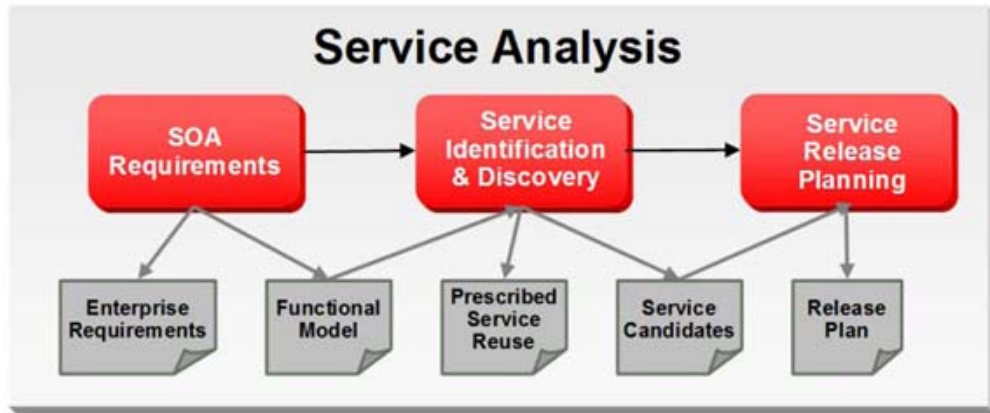 Service Analysis
SOA
Requirements
Service
Identification
& Discovery
Service
Release
Planning
Enterprise
Requirements
Functional
Model
Prescribed
Service
Reuse
Service
Candidates
Release
Plan